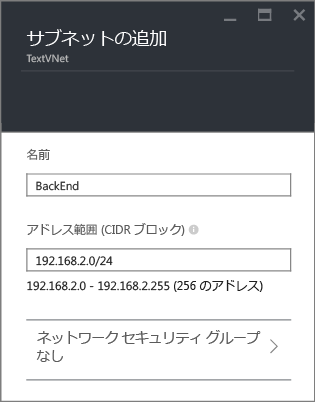 サブネットの追加
TextVNet
名前
BackEnd
アドレス範囲 (CIDR ブロック)
192.168.2.0/24
192.168.2.0 - 192.168.2.255 (256 のアドレス)
ネットワーク セキュリティ グループ
なし